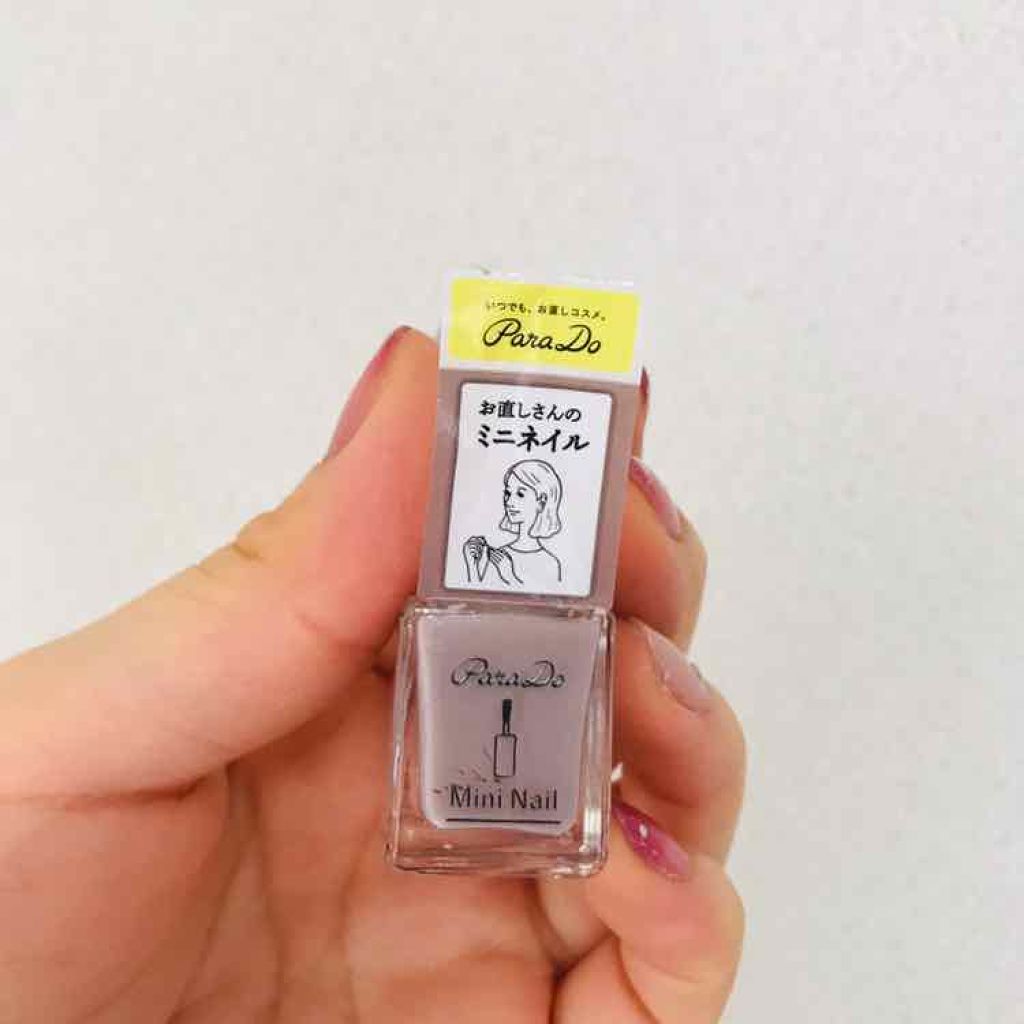 いつでも、お直しコスメ。
ParaDo
お直しさんの
ミニネイル
ParaDo
Mini Nail